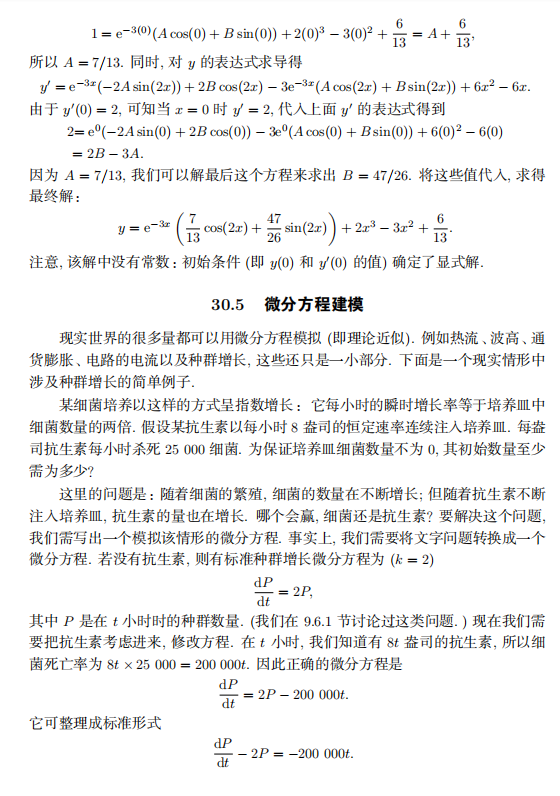 1 = e^{-3(0)}(A cos(0) + B sin(0)) + 2(0)^3 − 3(0)^2 + 6/13 = A + 6/13,
所以 A = 7/13. 同时, 对 y 的表达式求导得
y′ = e^{-3x}(−2A sin(2x)) + 2B cos(2x) − 3e^{-3x}(A cos(2x) + B sin(2x)) + 6x^2 − 6x.
由于 y′(0) = 2, 可知当 x = 0 时 y′ = 2, 代入上面 y′ 的表达式得到
2= e^0(−2A sin(0) + 2B cos(0)) − 3e^0(A cos(0) + B sin(0)) + 6(0)^2 − 6(0)
= 2B − 3A.
因为 A = 7/13, 我们可以解最后这个方程来求出 B = 47/26. 将这些值代入, 求得
最终解:
y = e^{-3x} (7/13 cos(2x) + 47/26 sin(2x)) + 2x^3 − 3x^2 + 6/13.
注意, 该解中没有常数: 初始条件 (即 y(0) 和 y′(0) 的值) 确定了显式解.
30.5 微分方程建模
现实世界的很多量都可以用微分方程模拟 (即理论近似). 例如热流、波高、通
货膨胀、电路的电流以及种群增长, 这些还只是一小部分. 下面是一个现实情形中
涉及种群增长的简单例子.
某细菌培养以这样的方式呈指数增长: 它每小时的瞬时增长率等于培养皿中
细菌数量的两倍. 假设某抗生素以每小时 8 盎司的恒定速率连续注入培养皿. 每盎
司抗生素每小时杀死 25 000 细菌. 为保证培养皿细菌数量不为 0, 其初始数量至少
需为多少?
这里的问题是: 随着细菌的繁殖, 细菌的数量在不断增长; 但随着抗生素不断
注入培养皿, 抗生素的量也在增长. 哪个会赢, 细菌还是抗生素? 要解决这个问题,
我们需写出一个模拟该情形的微分方程. 事实上, 我们需要将文字问题转换成一个
微分方程. 若没有抗生素, 则有标准种群增长微分方程为 (k = 2)
dP/dt = 2P,
其中 P 是在 t 小时时的种群数量. (我们在 9.6.1 节讨论过这类问题. ) 现在我们需
要把抗生素考虑进来, 修改方程. 在 t 小时, 我们知道有 8t 盎司的抗生素, 所以细
菌死亡率为 8t × 25 000 = 200 000t. 因此正确的微分方程是
dP/dt = 2P − 200 000t.
它可整理成标准形式
dP/dt − 2P = −200 000t.